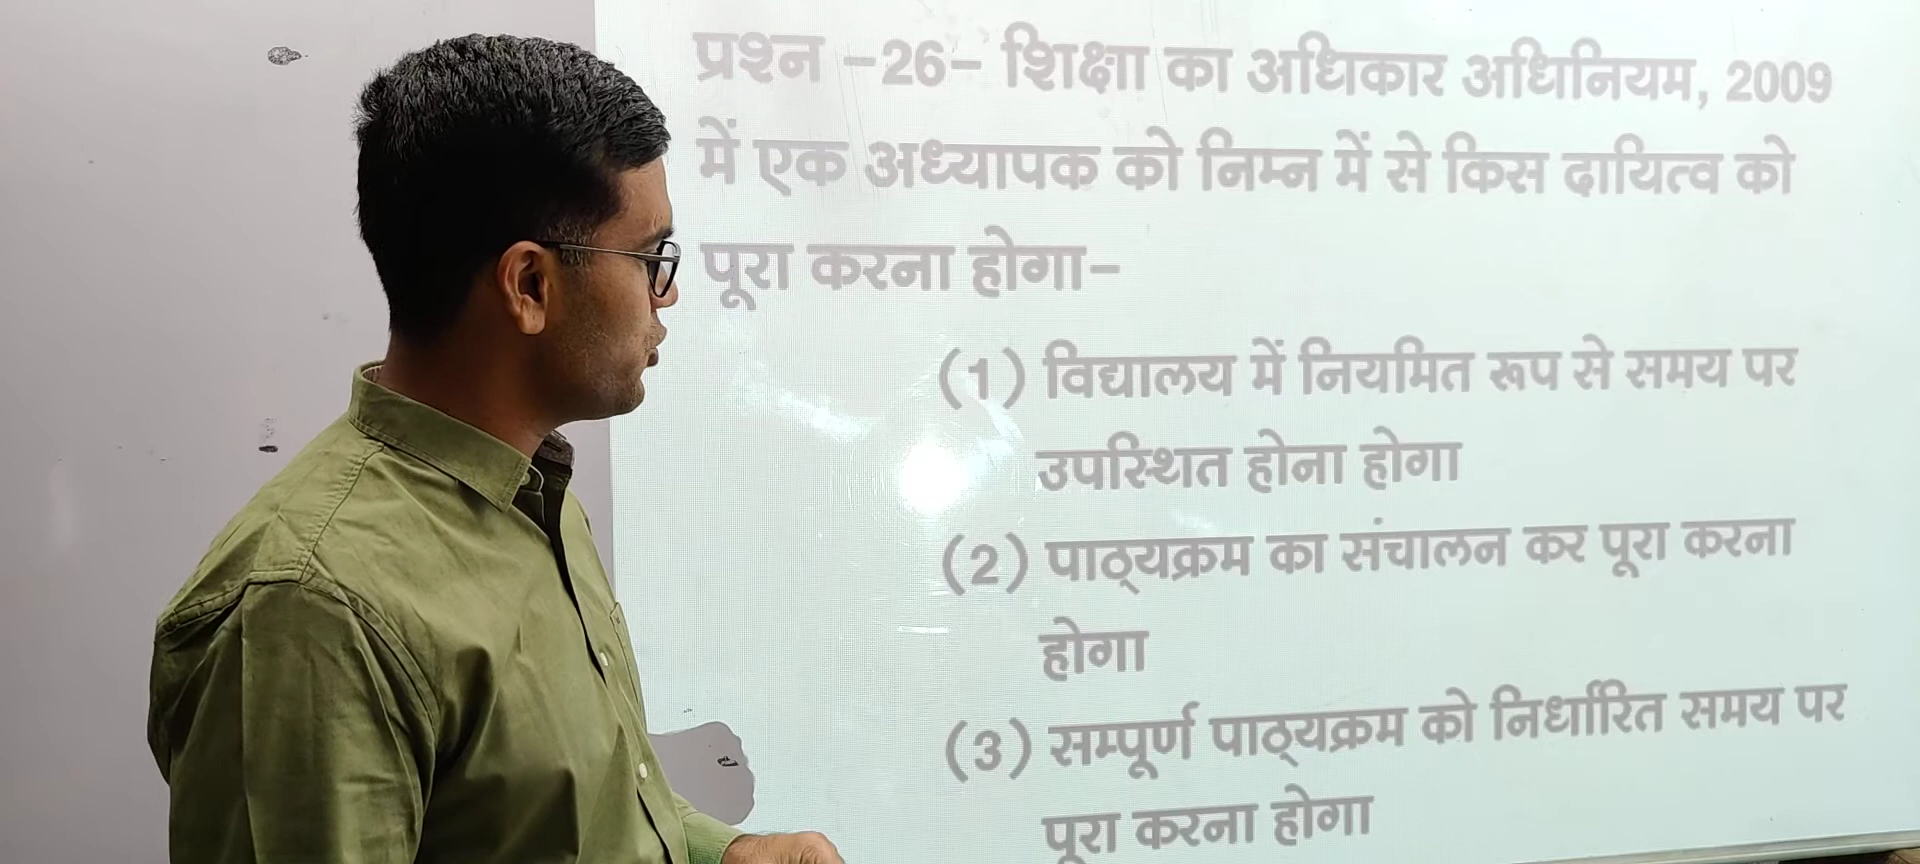 प्रश्न -26- शिक्षा का अधिकार अधिनियम, 2009
में एक अध्यापक को निम्न में से किस दायित्व को
पूरा करना होगा-
(1) विद्यालय में नियमित रूप से समय पर
उपस्थित होना होगा
(2) पाठ्यक्रम का संचालन कर पूरा करना
होगा
(3) सम्पूर्ण पाठ्यक्रम को निर्धारित समय पर
पूरा करना होगा